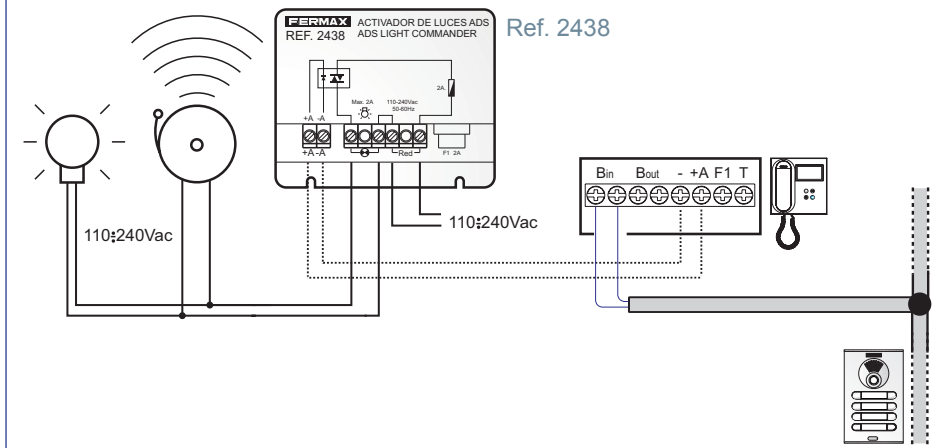 FERMAX ACTIVADOR DE LUCES ADS
REF. 2438 ADS LIGHT COMMANDER
Ref. 2438
2A.
Max. 2A
110-240Vac
50-60Hz
+A -A
+A -A
Red
F1 2A
110÷240Vac
110÷240Vac
Bin Bout - +A F1 T